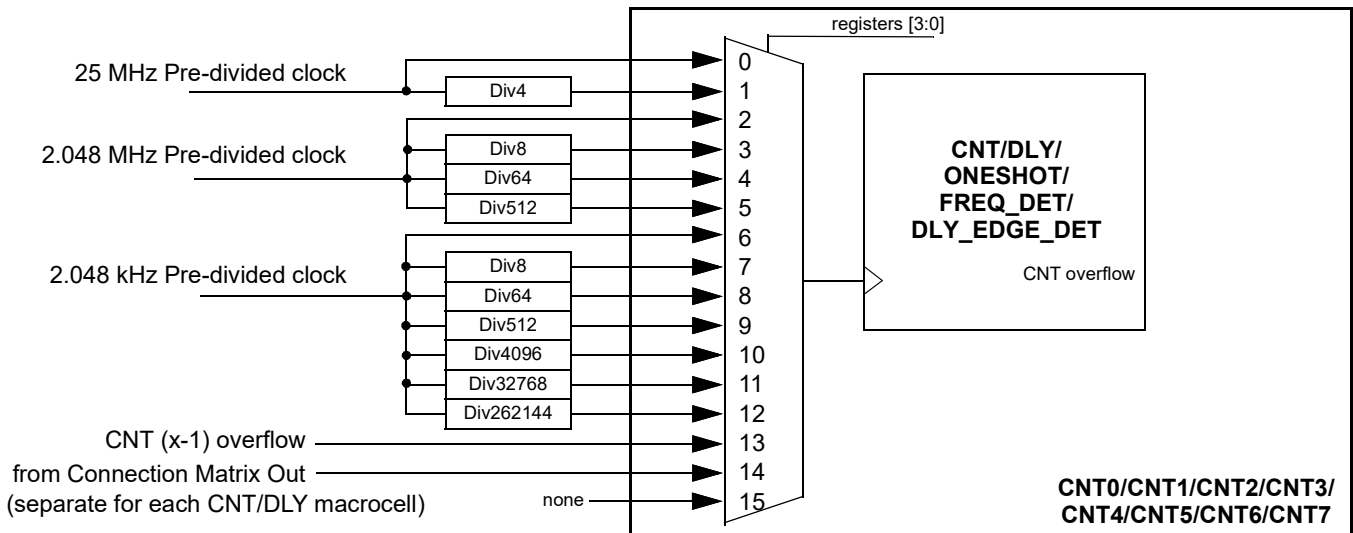 registers [3:0]
25 MHz Pre-divided clock
0
Div4
1
2
2.048 MHz Pre-divided clock
Div8
3
Div64
4
Div512
5
6
2.048 kHz Pre-divided clock
Div8
7
Div64
8
Div512
9
Div4096
10
Div32768
11
Div262144
12
CNT (x-1) overflow
13
from Connection Matrix Out
14
(separate for each CNT/DLY macrocell)
none
15
CNT/DLY/
ONESHOT/
FREQ_DET/
DLY_EDGE_DET
CNT overflow
CNT0/CNT1/CNT2/CNT3/
CNT4/CNT5/CNT6/CNT7